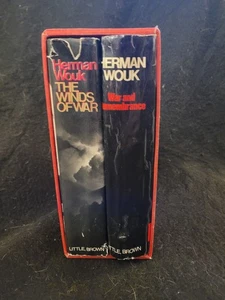 Herman
Wouk
THE
WINDS
OF WAR
LITTLE, BROWN
HERMAN
WOUK
War and
Remembrance
LITTLE, BROWN